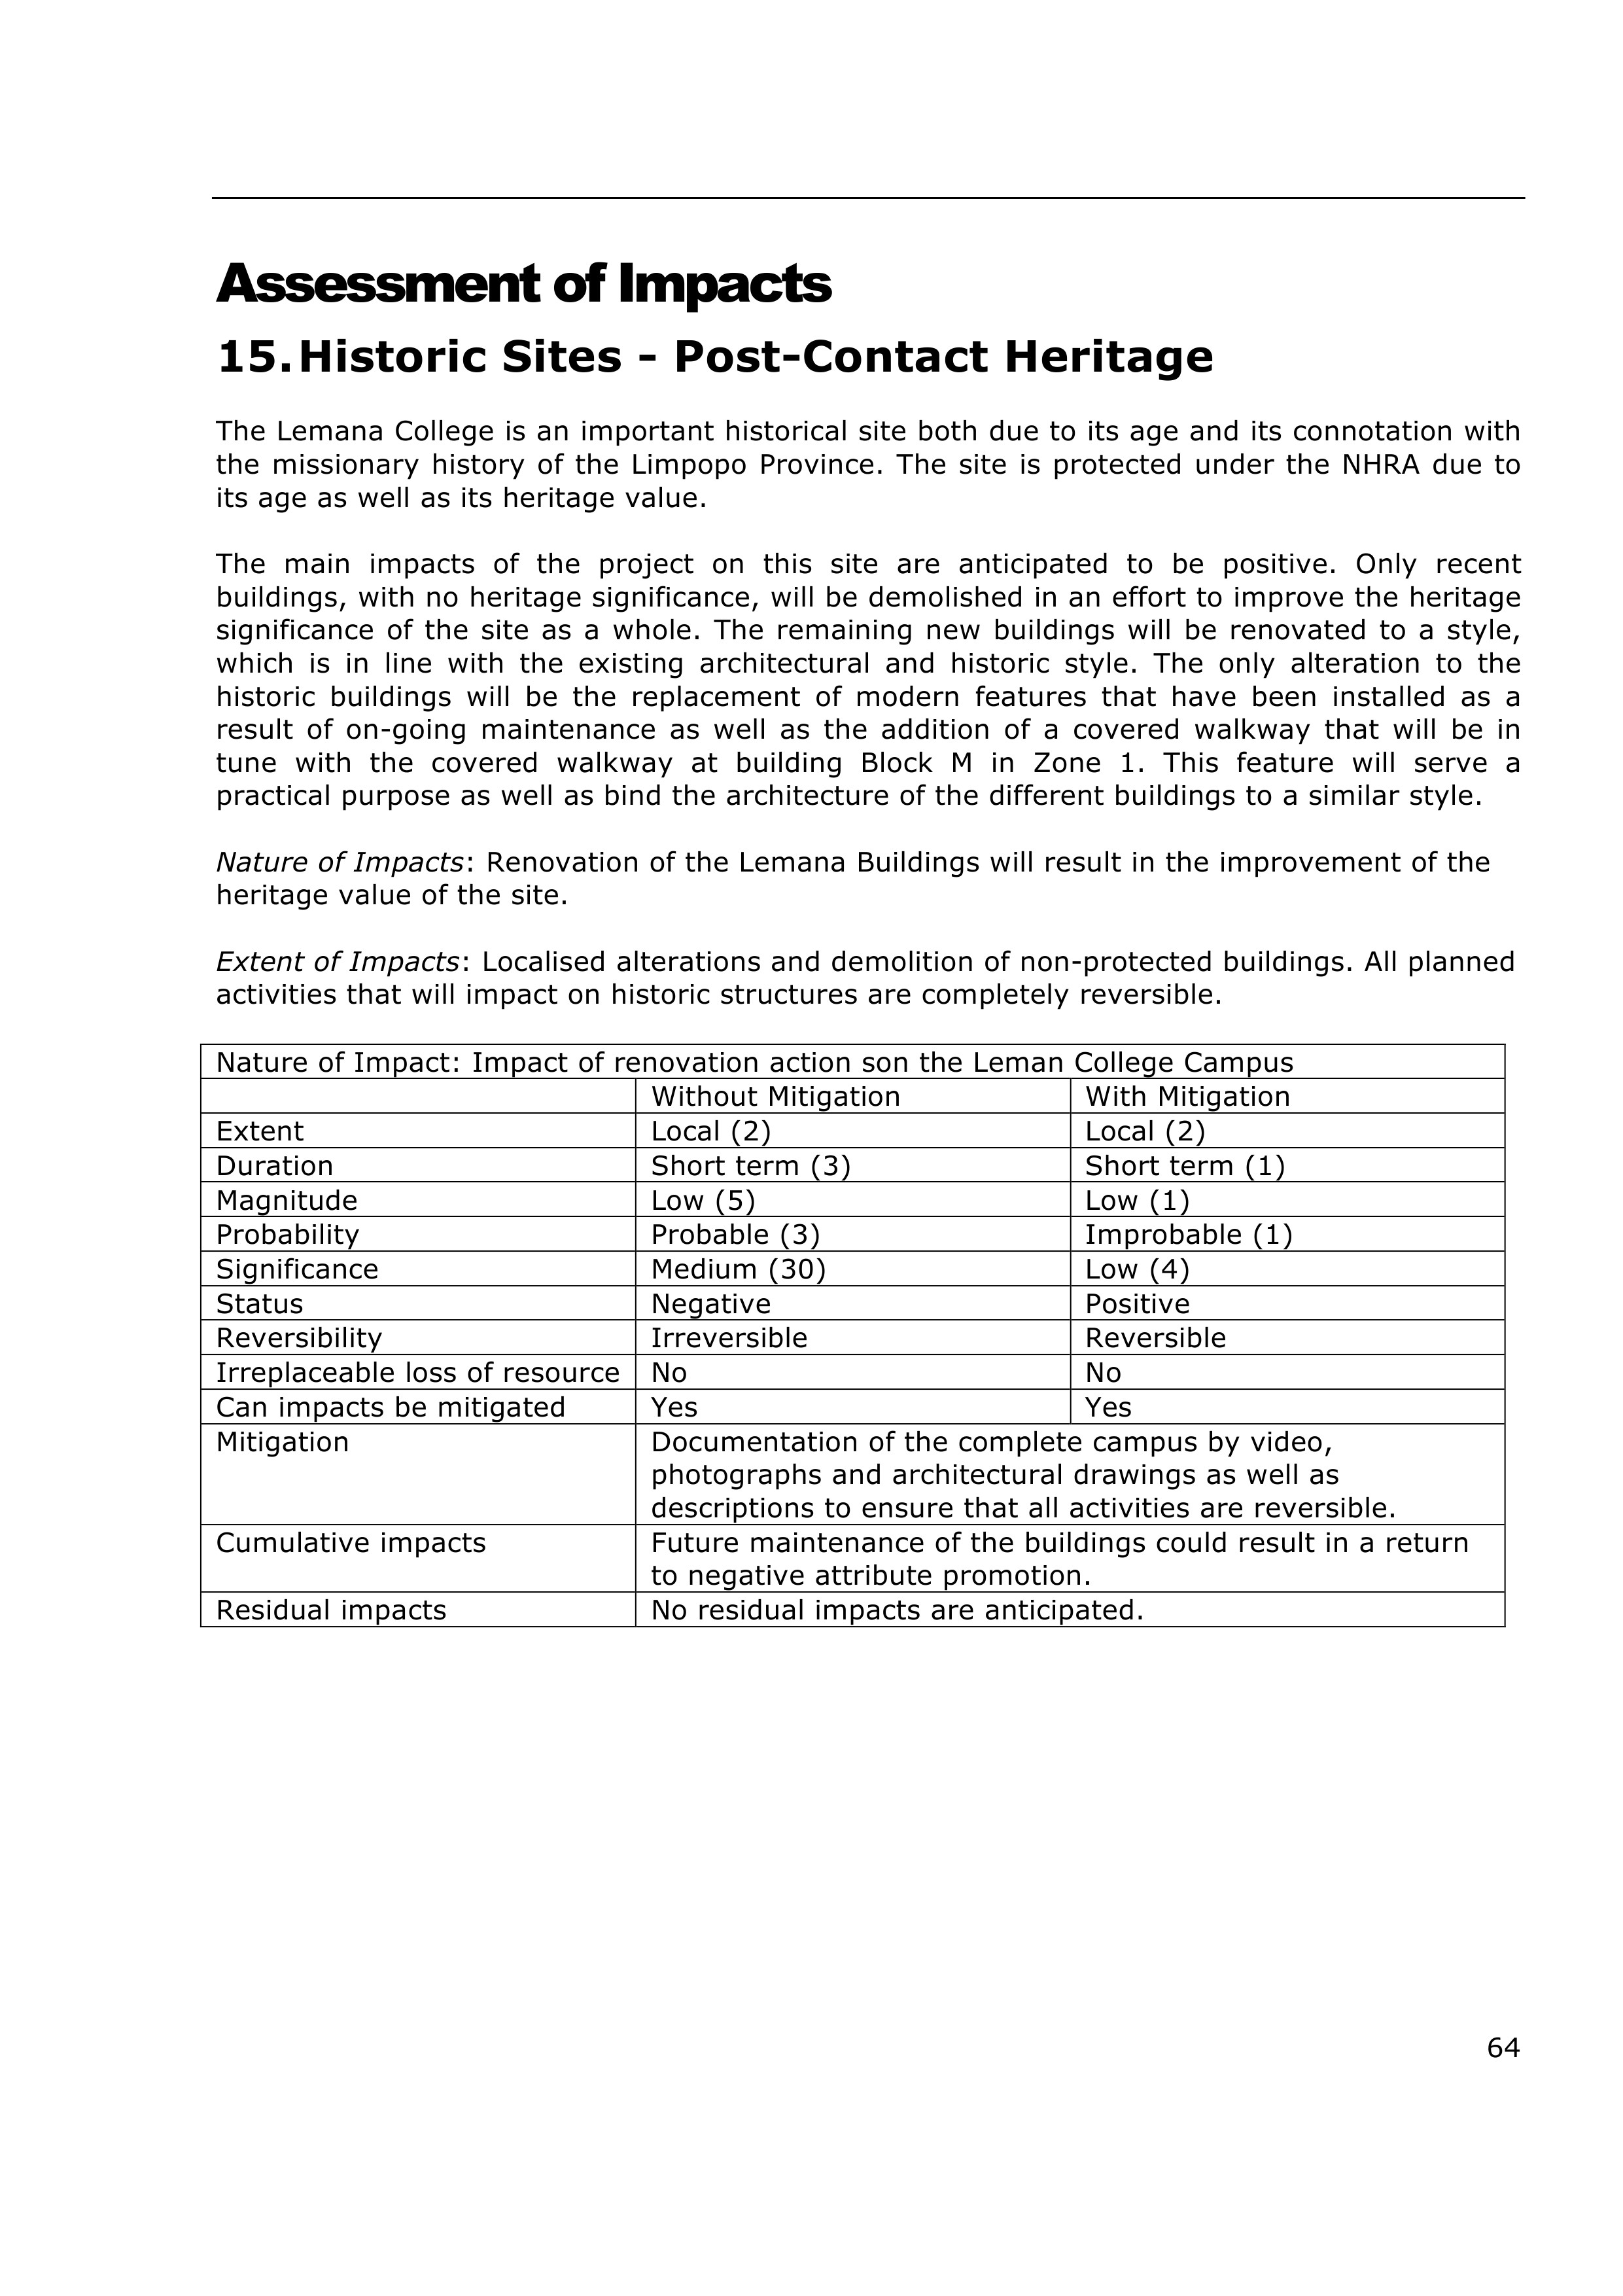 Assessment of Impacts
15. Historic Sites - Post-Contact Heritage
The Lemana College is an important historical site both due to its age and its connotation with
the missionary history of the Limpopo Province. The site is protected under the NHRA due to
its age as well as its heritage value.
The main impacts of the project on this site are anticipated to be positive. Only recent
buildings, with no heritage significance, will be demolished in an effort to improve the heritage
significance of the site as a whole. The remaining new buildings will be renovated to a style,
which is in line with the existing architectural and historic style. The only alteration to the
historic buildings will be the replacement of modern features that have been installed as a
result of on-going maintenance as well as the addition of a covered walkway that will be in
tune with the covered walkway at building Block M in Zone 1. This feature will serve a
practical purpose as well as bind the architecture of the different buildings to a similar style.
Nature of Impacts: Renovation of the Lemana Buildings will result in the improvement of the
heritage value of the site.
Extent of Impacts: Localised alterations and demolition of non-protected buildings. All planned
activities that will impact on historic structures are completely reversible.
Nature of Impact: Impact of renovation action son the Leman College Campus
Without Mitigation With Mitigation
Extent Local (2) Local (2)
Duration Short term (3) Short term (1)
Magnitude Low (5) Low (1)
Probability Probable (3) Improbable (1)
Significance Medium (30) Low (4)
Status Negative Positive
Reversibility Irreversible Reversible
Irreplaceable loss of resource No No
Can impacts be mitigated Yes Yes
Mitigation Documentation of the complete campus by video,
photographs and architectural drawings as well as
descriptions to ensure that all activities are reversible.
Cumulative impacts Future maintenance of the buildings could result in a return
to negative attribute promotion.
Residual impacts No residual impacts are anticipated.
64